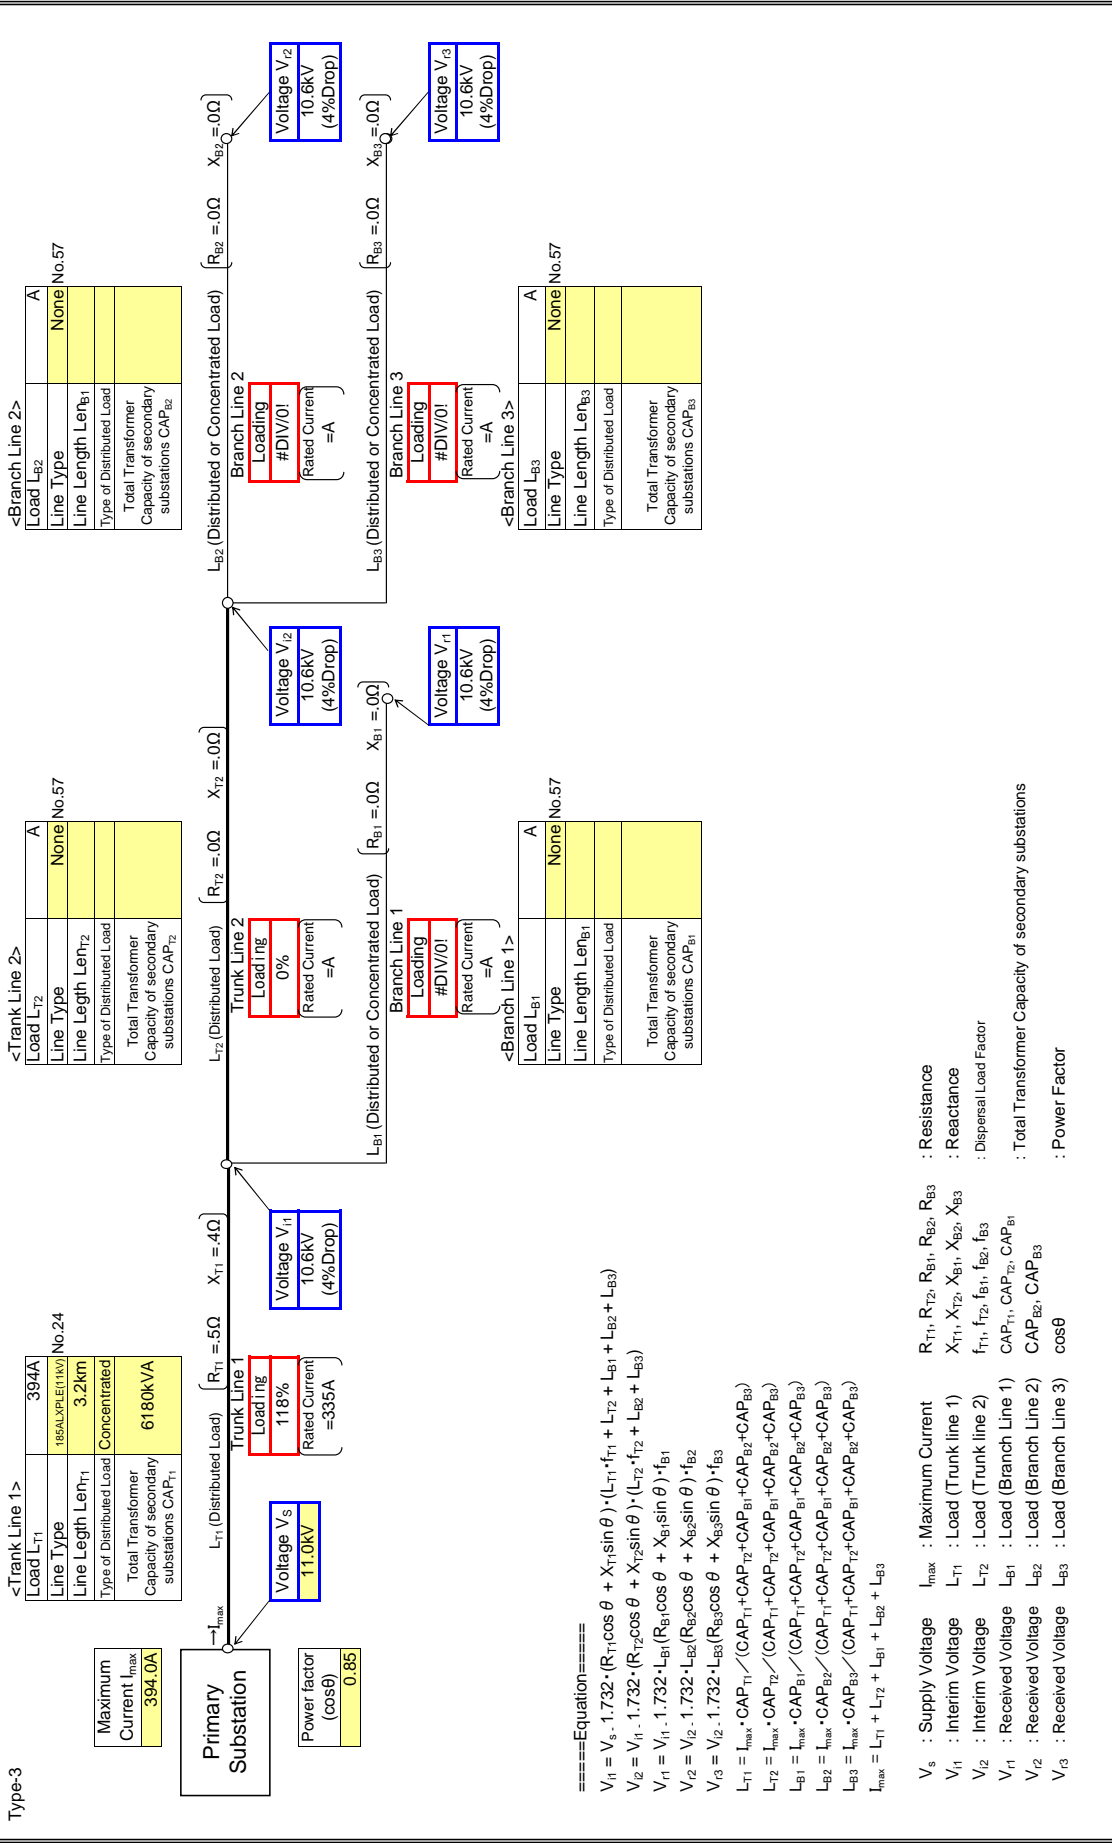 Type-3
Maximum
Current Imax
394.0A
Primary
Substation
Power factor
(cosθ)
0.85
→Imax
Voltage VS
11.0kV
<Trank Line 1>
Load LT1 394A
Line Type 185ALXPLE(11kV) No.24
Line Legth LenT1 3.2km
Type of Distributed Load Concentrated
Total Transformer
Capacity of secondary
substations CAPT1
6180kVA
LT1 (Distributed Load) RT1 =.5Ω XT1 =.4Ω
Trunk Line 1
Loading
118%
Rated Current
=335A
Voltage Vi1
10.6kV
(4%Drop)
<Trank Line 2>
Load LT2 A
Line Type None No.57
Line Length LenT2
Type of Distributed Load
Total Transformer
Capacity of secondary
substations CAPT2
LT2 (Distributed Load) RT2 =.0Ω XT2 =.0Ω
Trunk Line 2
Loading
0%
Rated Current
=A
Voltage Vi2
10.6kV
(4%Drop)
LB1 (Distributed or Concentrated Load) RB1 =.0Ω XB1 =.0Ω
Branch Line 1
Loading
#DIV/0!
Rated Current
=A
Voltage Vr1
10.6kV
(4%Drop)
<Branch Line 1>
Load LB1 A
Line Type None No.57
Line Length LenB1
Type of Distributed Load
Total Transformer
Capacity of secondary
substations CAPB1
<Branch Line 2>
Load LB2 A
Line Type None No.57
Line Length LenB1
Type of Distributed Load
Total Transformer
Capacity of secondary
substations CAPB2
LB2 (Distributed or Concentrated Load) RB2 =.0Ω XB2 =.0Ω
Branch Line 2
Loading
#DIV/0!
Rated Current
=A
Voltage Vr2
10.6kV
(4%Drop)
LB3 (Distributed or Concentrated Load) RB3 =.0Ω XB3 =.0Ω
Branch Line 3
Loading
#DIV/0!
Rated Current
=A
Voltage Vr3
10.6kV
(4%Drop)
<Branch Line 3>
Load LB3 A
Line Type None No.57
Line Length LenB3
Type of Distributed Load
Total Transformer
Capacity of secondary
substations CAPB3
=====Equation=====
Vi1 = Vs - 1.732・(RT1cosθ + XT1sinθ)・(LT1・fT1 + LT2 + LB1 + LB2 + LB3)
Vi2 = Vi1 - 1.732・(RT2cosθ + XT2sinθ)・(LT2・fT2 + LB2 + LB3)
Vr1 = Vi1 - 1.732・LB1(RB1cosθ + XB1sinθ)・fB1
Vr2 = Vi2 - 1.732・LB2(RB2cosθ + XB2sinθ)・fB2
Vr3 = Vi2 - 1.732・LB3(RB3cosθ + XB3sinθ)・fB3
LT1 = Imax・CAPT1/(CAPT1+CAPT2+CAPB1+CAPB2+CAPB3)
LT2 = Imax・CAPT2/(CAPT1+CAPT2+CAPB1+CAPB2+CAPB3)
LB1 = Imax・CAPB1/(CAPT1+CAPT2+CAPB1+CAPB2+CAPB3)
LB2 = Imax・CAPB2/(CAPT1+CAPT2+CAPB1+CAPB2+CAPB3)
LB3 = Imax・CAPB3/(CAPT1+CAPT2+CAPB1+CAPB2+CAPB3)
Imax = LT1 + LT2 + LB1 + LB2 + LB3
Vs : Supply Voltage Imax : Maximum Current RT1, RT2, RB1, RB2, RB3 : Resistance
Vi1 : Interim Voltage LT1 : Load (Trunk line 1) XT1, XT2, XB1, XB2, XB3 : Reactance
Vi2 : Interim Voltage LT2 : Load (Trunk line 2) fT1, fT2, fB1, fB2, fB3 : Dispersal Load Factor
Vr1 : Received Voltage LB1 : Load (Branch Line 1) CAPT1, CAPT2, CAPB1 : Total Transformer Capacity of secondary substations
Vr2 : Received Voltage LB2 : Load (Branch Line 2) CAPB2, CAPB3
Vr3 : Received Voltage LB3 : Load (Branch Line 3) cosθ : Power Factor